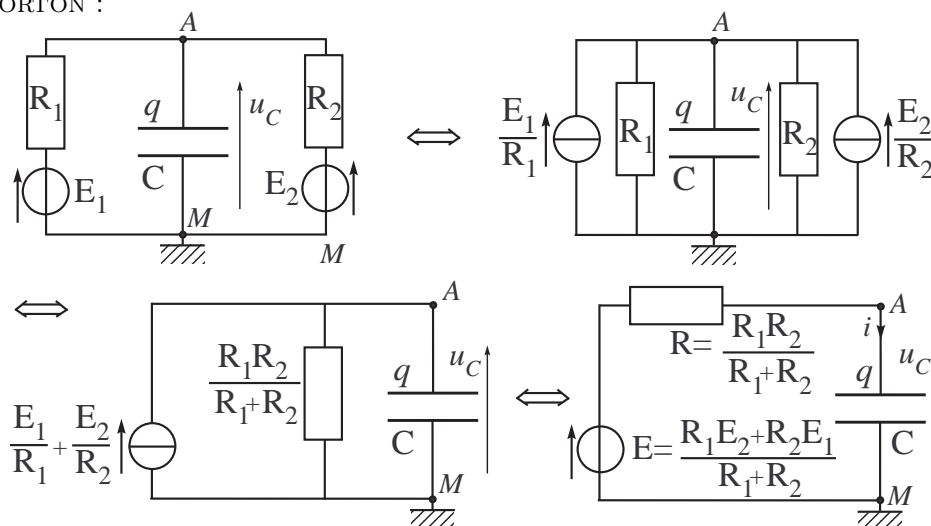 ORTON :
A
R1
q
uC
R2
E1
C
E2
M
M
A
E1/R1
R1
q
uC
C
R2
E2/R2
M
A
R1R2/R1+R2
q
uC
E1/R1 + E2/R2
C
M
A
R= R1R2/R1+R2
i
q
uC
E= R1E2+R2E1/R1+R2
C
M